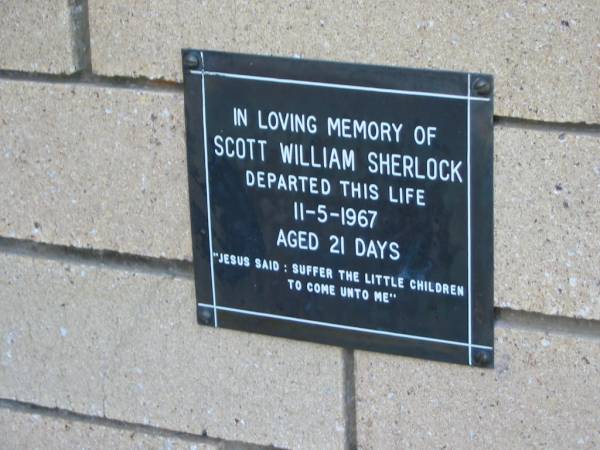 IN LOVING MEMORY OF
SCOTT WILLIAM SHERLOCK
DEPARTED THIS LIFE
11-5-1967
AGED 21 DAYS
"JESUS SAID : SUFFER THE LITTLE CHILDREN
TO COME UNTO ME"